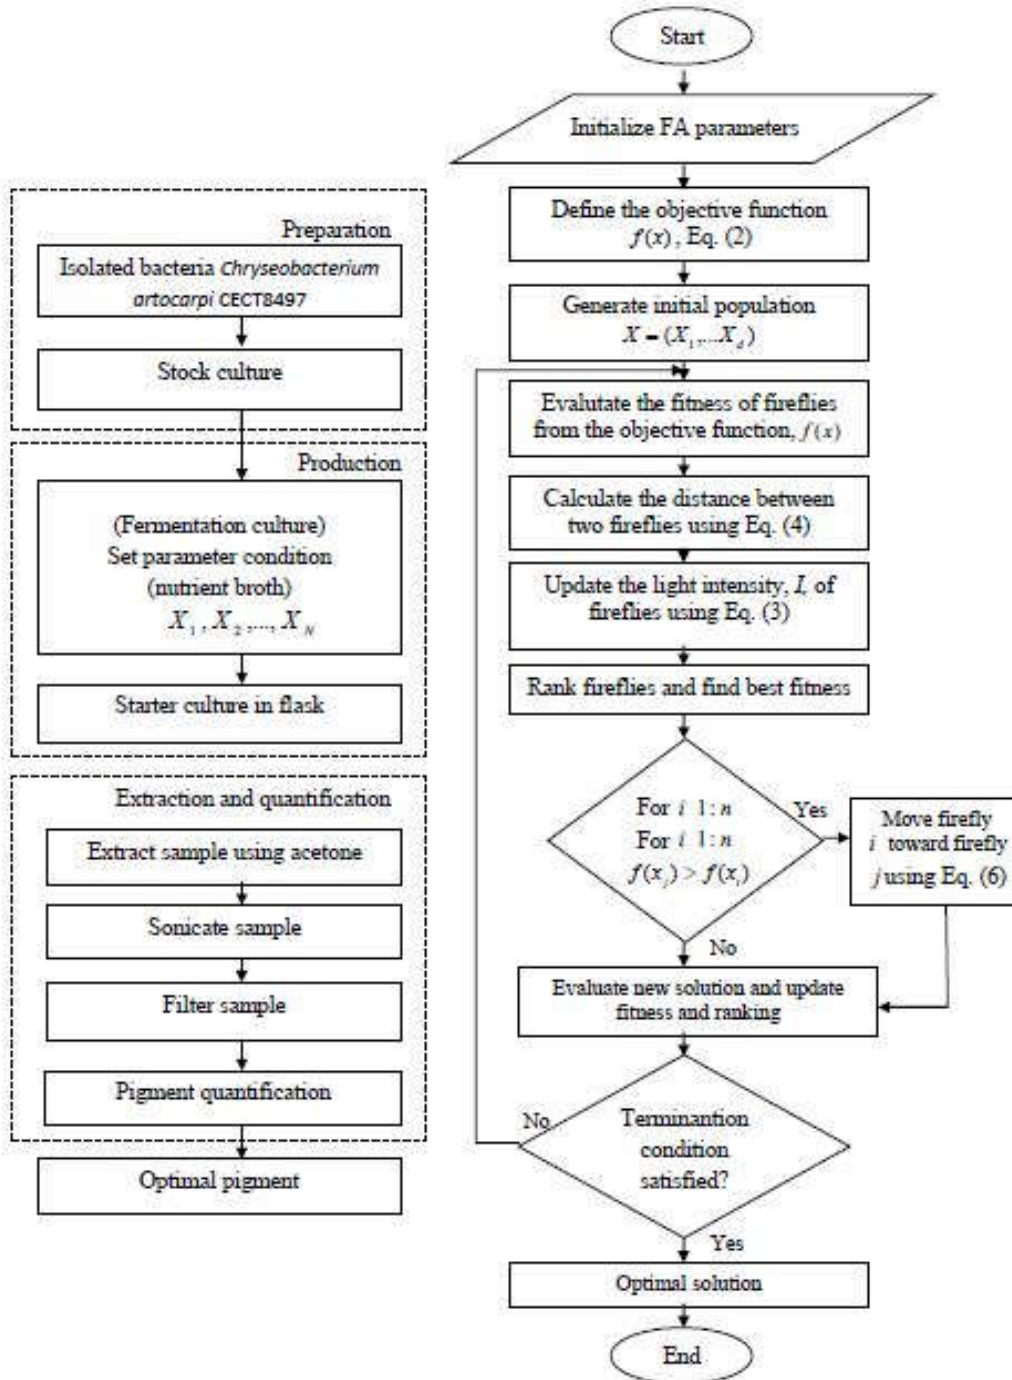 Preparation
Isolated bacteria Chryseobacterium
artocarpi CECT8497
Stock culture
Production
(Fermentation culture)
Set parameter condition
(nutrient broth)
X₁, X₂,..., X_N
Starter culture in flask
Extraction and quantification
Extract sample using acetone
Sonicate sample
Filter sample
Pigment quantification
Optimal pigment
Start
Initialize FA parameters
Define the objective function
f(x), Eq. (2)
Generate initial population
X = (X₁,...X_d)
Evalutate the fitness of fireflies
from the objective function, f(x)
Calculate the distance between
two fireflies using Eq. (4)
Update the light intensity, I, of
fireflies using Eq. (3)
Rank fireflies and find best fitness
For i 1:n
For i 1:n
f(x_j) > f(x_i)
Yes
Move firefly
i toward firefly
j using Eq. (6)
No
Evaluate new solution and update
fitness and ranking
Terminantion
condition
satisfied?
No
Yes
Optimal solution
End